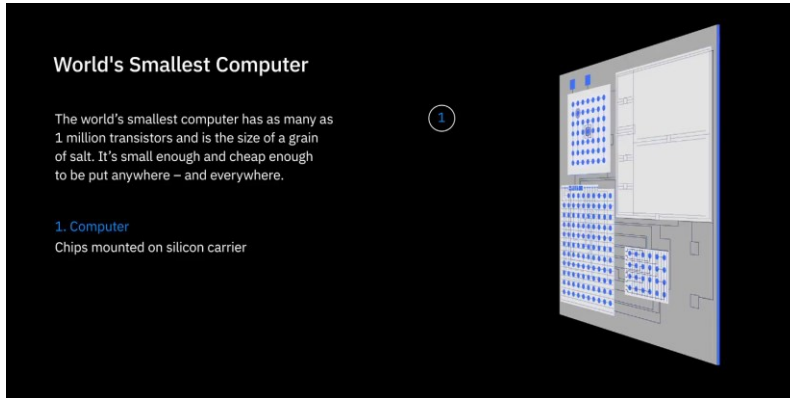 World's Smallest Computer
The world’s smallest computer has as many as
1 million transistors and is the size of a grain
of salt. It’s small enough and cheap enough
to be put anywhere – and everywhere.
1. Computer
Chips mounted on silicon carrier
1